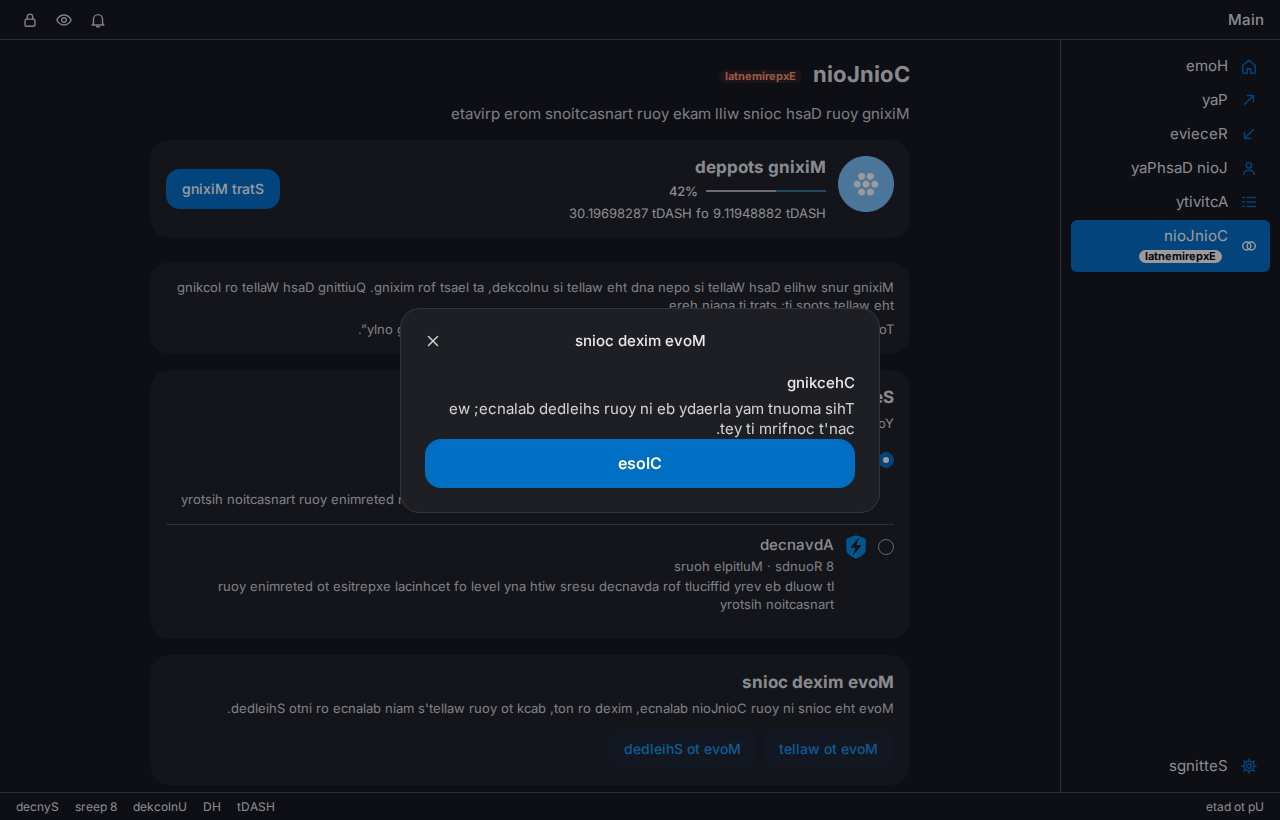 Main
emoH
yaP
evieceR
yaPhsaD nioJ
ytivitcA
nioJnioC
latnemirepxE
sgnitteS
nioJnioC
latnemirepxE
etavirp erom snoitcasnart ruoy ekam lliw snioc hsaD ruoy gnixiM
deppots gnixiM
42%
30.19698287 tDASH fo 9.11948882 tDASH
gnixiM tratS
gnikcol ro tellaW hsaD gnittiuQ .gnixim rof tsael ta ,dekcolnu si tellaw eht dna nepo si tellaW hsaD elihw snur gnixiM
ereh niaga ti trats ;ti spots tellaw eht
.“ylno
snioc dexim evoM
gnikcehC
ew ;ecnalab dedleihs ruoy ni eb ydaerla yam tnuoma sihT
.tey ti mrifnoc t'nac
esolC
yrotsih noitcasnart ruoy enimreted
decnavdA
sruoh elpitluM · sdnuoR 8
ruoy enimreted ot esitrepxe lacinhcet fo level yna htiw sresu decnavda rof tluciffid yrev eb dluow tI
yrotsih noitcasnart
snioc dexim evoM
.dedleihS otni ro ecnalab niam s'tellaw ruoy ot kcab ,ton ro dexim ,ecnalab nioJnioC ruoy ni snioc eht evoM
tellaw ot evoM
dedleihS ot evoM
decnyS
sreep 8
dekcolnU
DH
tDASH
etad ot pU